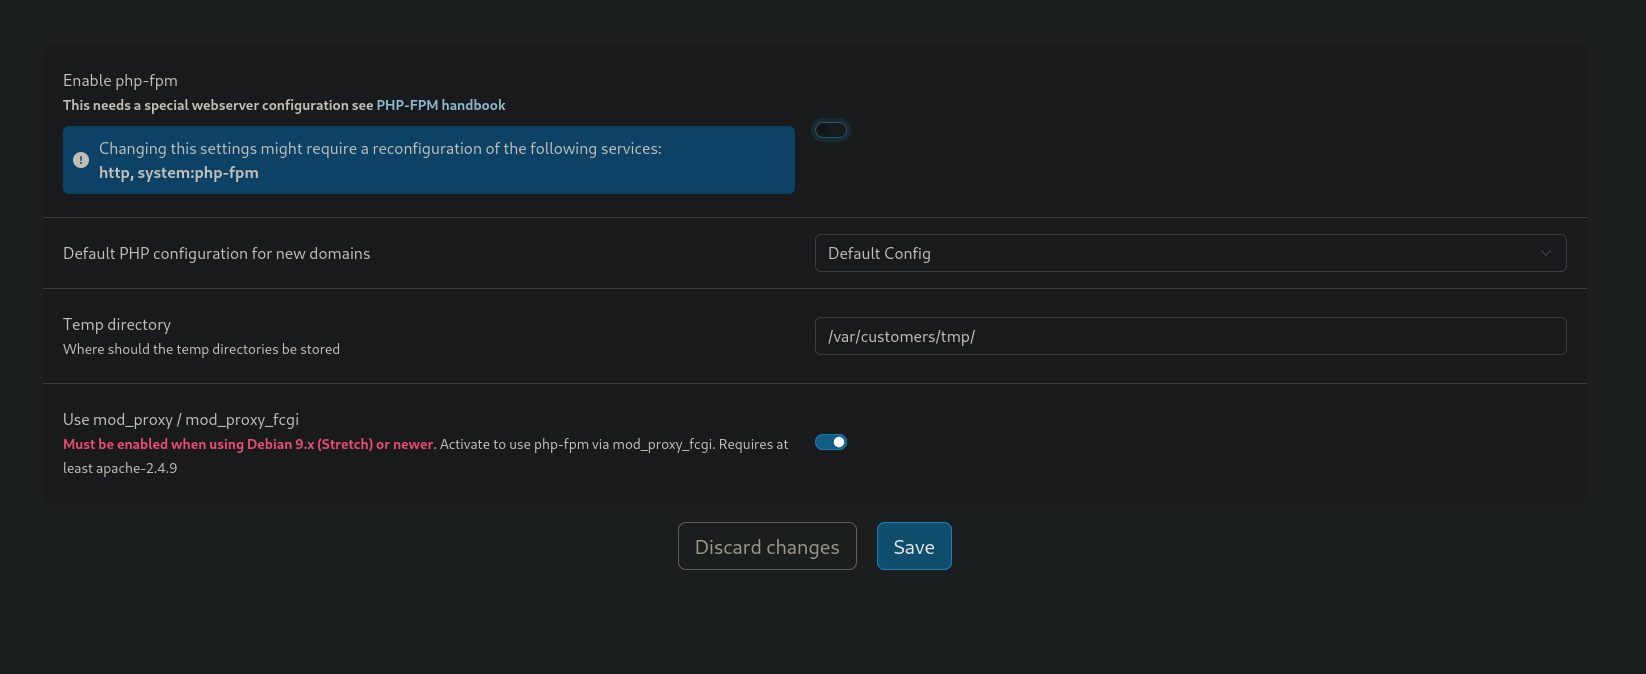 Enable php-fpm
This needs a special webserver configuration see PHP-FPM handbook
Changing this settings might require a reconfiguration of the following services:
http, system:php-fpm
Default PHP configuration for new domains
Default Config
Temp directory
Where should the temp directories be stored
/var/customers/tmp/
Use mod_proxy / mod_proxy_fcgi
Must be enabled when using Debian 9.x (Stretch) or newer. Activate to use php-fpm via mod_proxy_fcgi. Requires at
least apache-2.4.9
Discard changes
Save